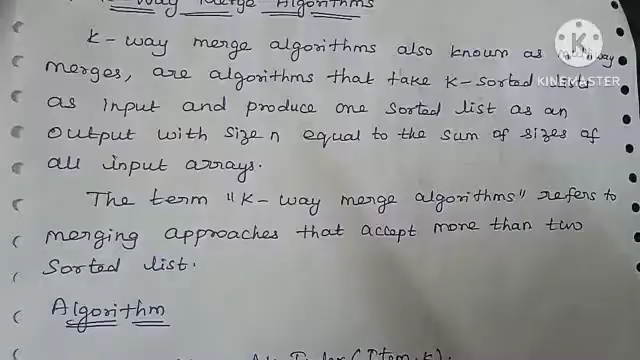 K-Way Merge Algorithms
K-way merge algorithms also known as multiway
merges, are algorithms that take K-sorted lists
as input and produce one sorted list as an
output with size n equal to the sum of sizes of
all input arrays.
The term "K-way merge algorithms" refers to
merging approaches that accept more than two
sorted list.
Algorithm
K
KINEMASTER